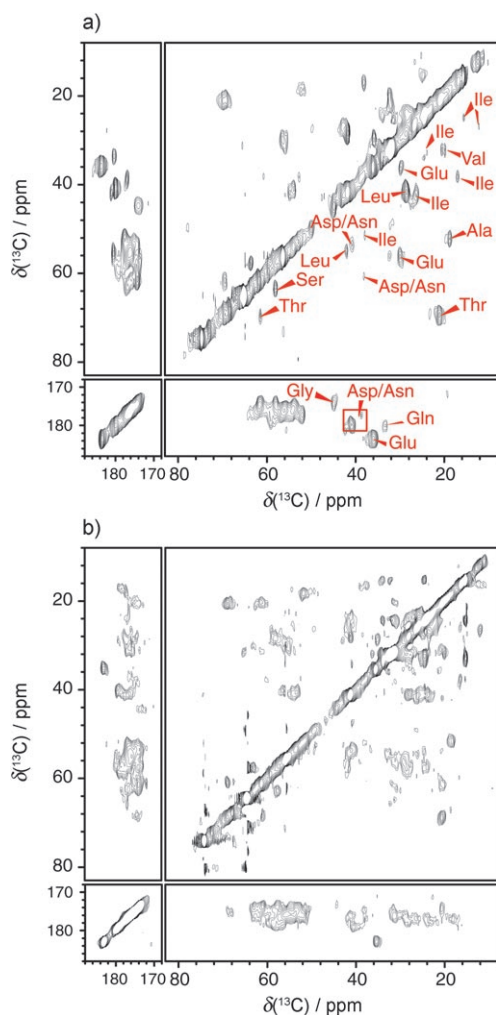 a)
20
40
60
80
δ(13C) / ppm
Ile
Ile
Val
Glu
Ile
Leu
Ile
Asp/Asn
Ala
Ile
Leu
Glu
Ser
Asp/Asn
Thr
Thr
170
180
Gly
Asp/Asn
Gln
Glu
180 170 80 60 40 20
δ(13C) / ppm
b)
20
40
60
80
δ(13C) / ppm
170
180
180 170 80 60 40 20
δ(13C) / ppm